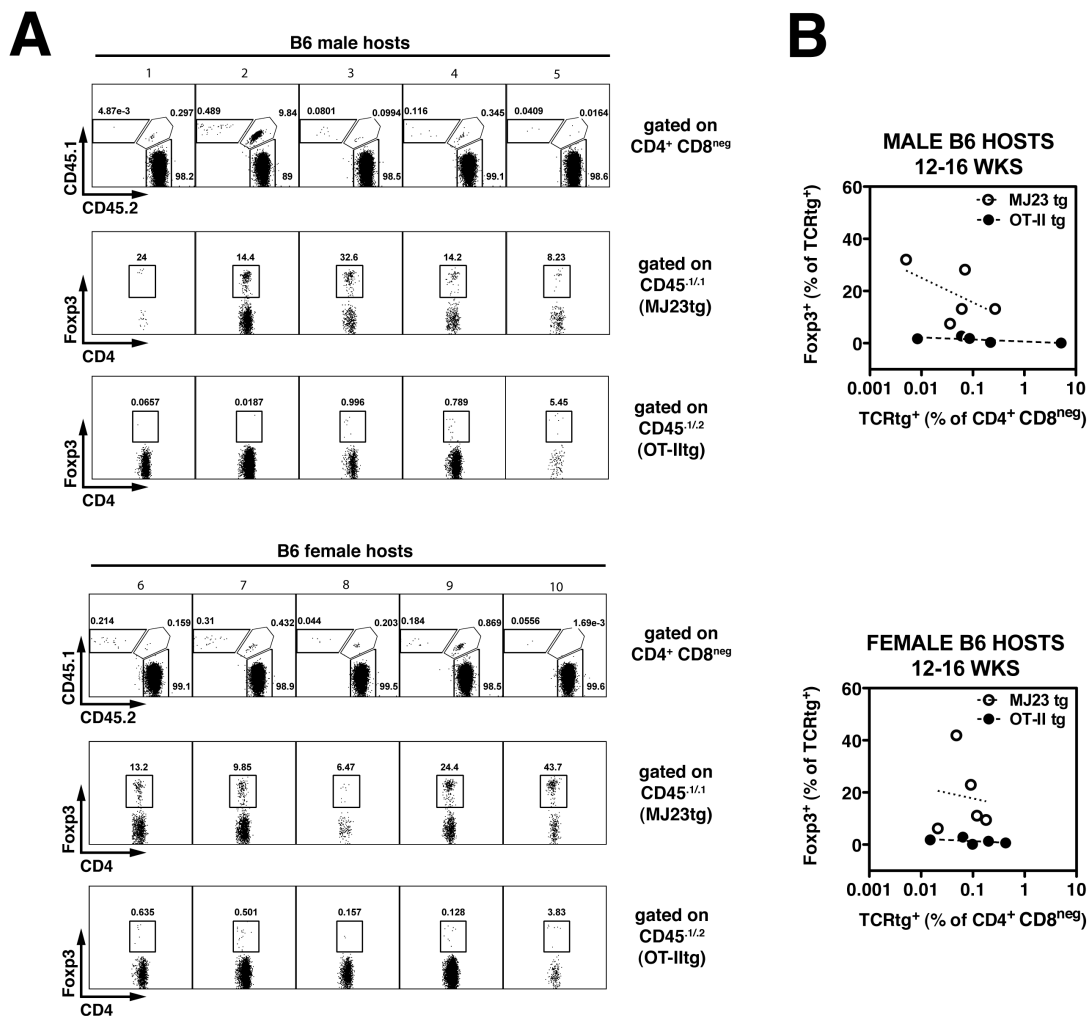 A
B6 male hosts
1 2 3 4 5
4.87e-3 0.297 0.489 9.84 0.0801 0.0994 0.116 0.345 0.0409 0.0164
98.2 89 98.5 99.1 98.6
CD45.1
CD45.2
gated on
CD4+ CD8neg
24 14.4 32.6 14.2 8.23
Foxp3
CD4
gated on
CD45.1/.1
(MJ23tg)
0.0657 0.0187 0.996 0.789 5.45
Foxp3
CD4
gated on
CD45.1/.2
(OT-IItg)
B6 female hosts
6 7 8 9 10
0.214 0.159 0.31 0.432 0.044 0.203 0.184 0.869 0.0556 1.69e-3
99.1 98.9 99.5 98.5 99.6
CD45.1
CD45.2
gated on
CD4+ CD8neg
13.2 9.85 6.47 24.4 43.7
Foxp3
CD4
gated on
CD45.1/.1
(MJ23tg)
0.635 0.501 0.157 0.128 3.83
Foxp3
CD4
gated on
CD45.1/.2
(OT-IItg)
B
MALE B6 HOSTS
12-16 WKS
MJ23 tg
OT-II tg
Foxp3+ (% of TCRtg+)
60
40
20
0
0.001 0.01 0.1 1 10
TCRtg+ (% of CD4+ CD8neg)
FEMALE B6 HOSTS
12-16 WKS
MJ23 tg
OT-II tg
Foxp3+ (% of TCRtg+)
60
40
20
0
0.001 0.01 0.1 1 10
TCRtg+ (% of CD4+ CD8neg)